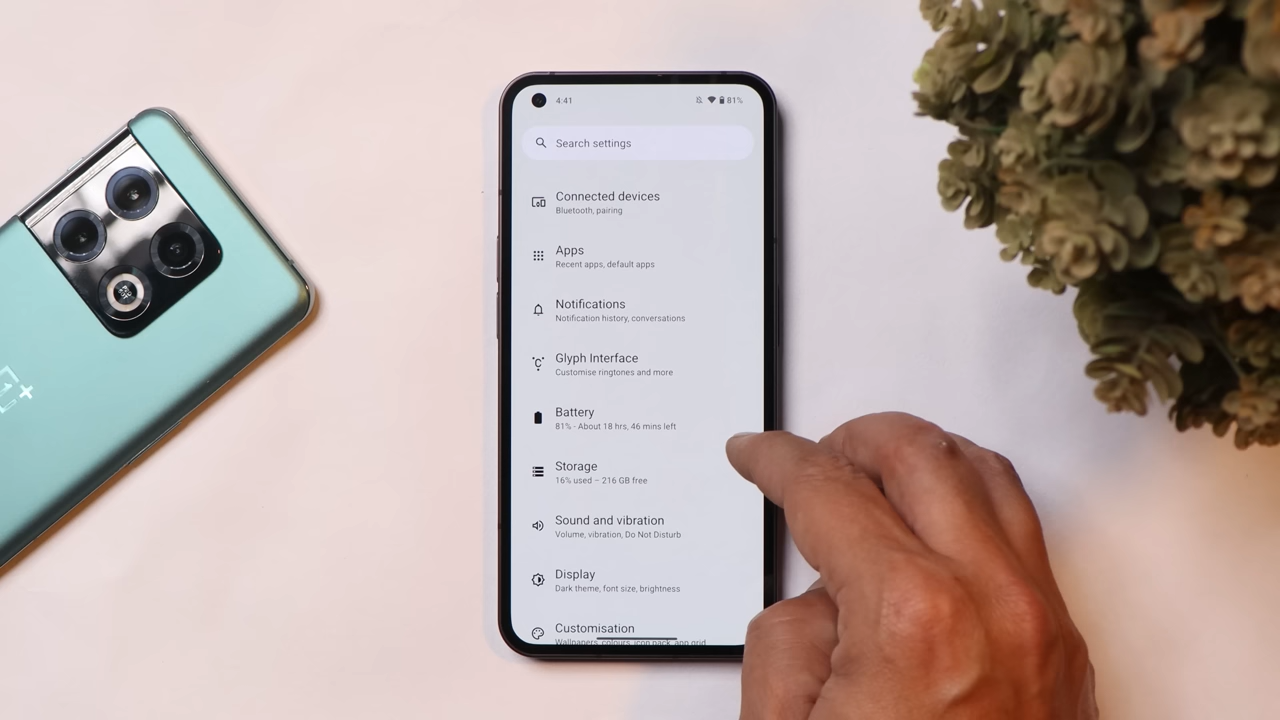 4:41
81%
Search settings
Connected devices
Bluetooth, pairing
Apps
Recent apps, default apps
Notifications
Notification history, conversations
Glyph Interface
Customise ringtones and more
Battery
81% - About 18 hrs, 46 mins left
Storage
16% used – 216 GB free
Sound and vibration
Volume, vibration, Do Not Disturb
Display
Dark theme, font size, brightness
Customisation
Wallpapers, colours, icon pack, app grid